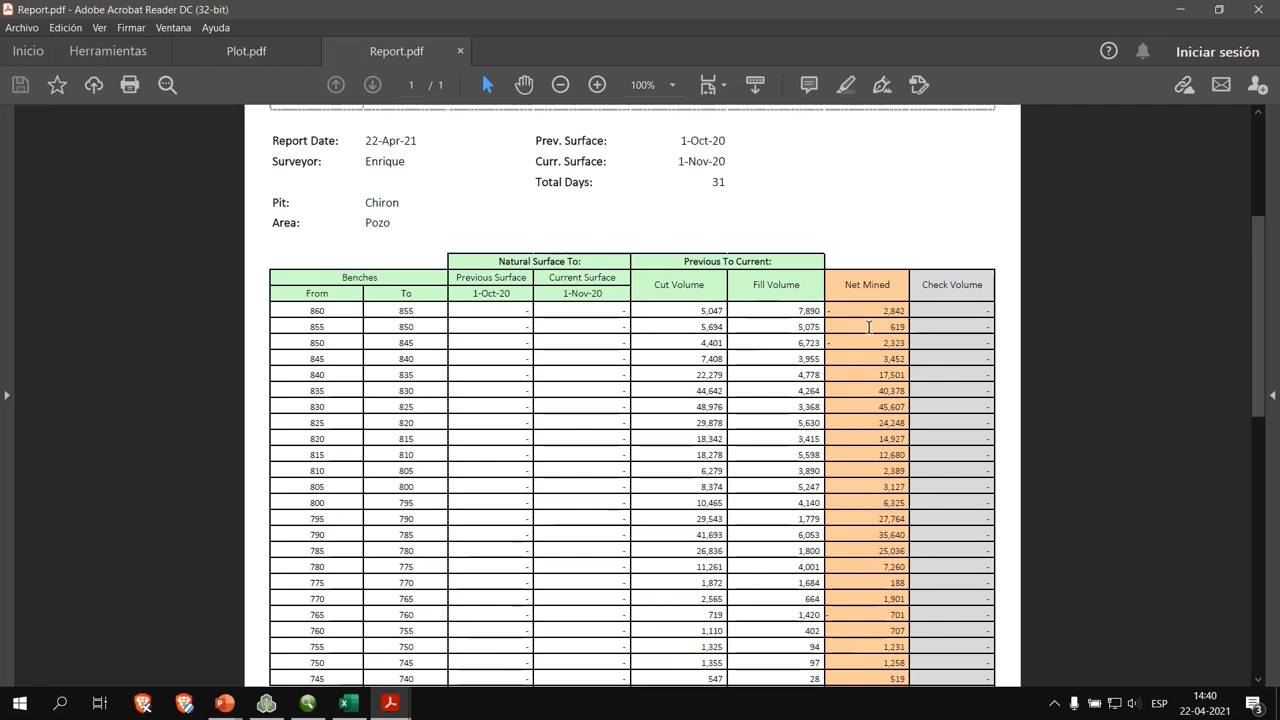 Report.pdf - Adobe Acrobat Reader DC (32-bit)
Archivo Edición Ver Firmar Ventana Ayuda
Inicio Herramientas Plot.pdf Report.pdf × Iniciar sesión
1 / 1 100%
Report Date: 22-Apr-21 Prev. Surface: 1-Oct-20
Surveyor: Enrique Curr. Surface: 1-Nov-20
Total Days: 31
Pit: Chiron
Area: Pozo
Natural Surface To: Previous To Current:
Benches Previous Surface Current Surface Cut Volume Fill Volume Net Mined Check Volume
From To 1-Oct-20 1-Nov-20
860 855 - - 5,047 7,890 - 2,842 -
855 850 - - 5,694 5,075 619 -
850 845 - - 4,401 6,723 - 2,323 -
845 840 - - 7,408 3,955 3,452 -
840 835 - - 22,279 4,778 17,501 -
835 830 - - 44,642 4,264 40,378 -
830 825 - - 48,976 3,368 45,607 -
825 820 - - 29,878 5,630 24,248 -
820 815 - - 18,342 3,415 14,927 -
815 810 - - 18,278 5,598 12,680 -
810 805 - - 6,279 3,890 2,389 -
805 800 - - 8,374 5,247 3,127 -
800 795 - - 10,465 4,140 6,325 -
795 790 - - 29,543 1,779 27,764 -
790 785 - - 41,693 6,053 35,640 -
785 780 - - 26,836 1,800 25,036 -
780 775 - - 11,261 4,001 7,260 -
775 770 - - 1,872 1,684 188 -
770 765 - - 2,565 664 1,901 -
765 760 - - 719 1,420 - 701 -
760 755 - - 1,110 402 707 -
755 750 - - 1,325 94 1,231 -
750 745 - - 1,355 97 1,258 -
745 740 - - 547 28 519 -
ESP 14:40
22-04-2021 3